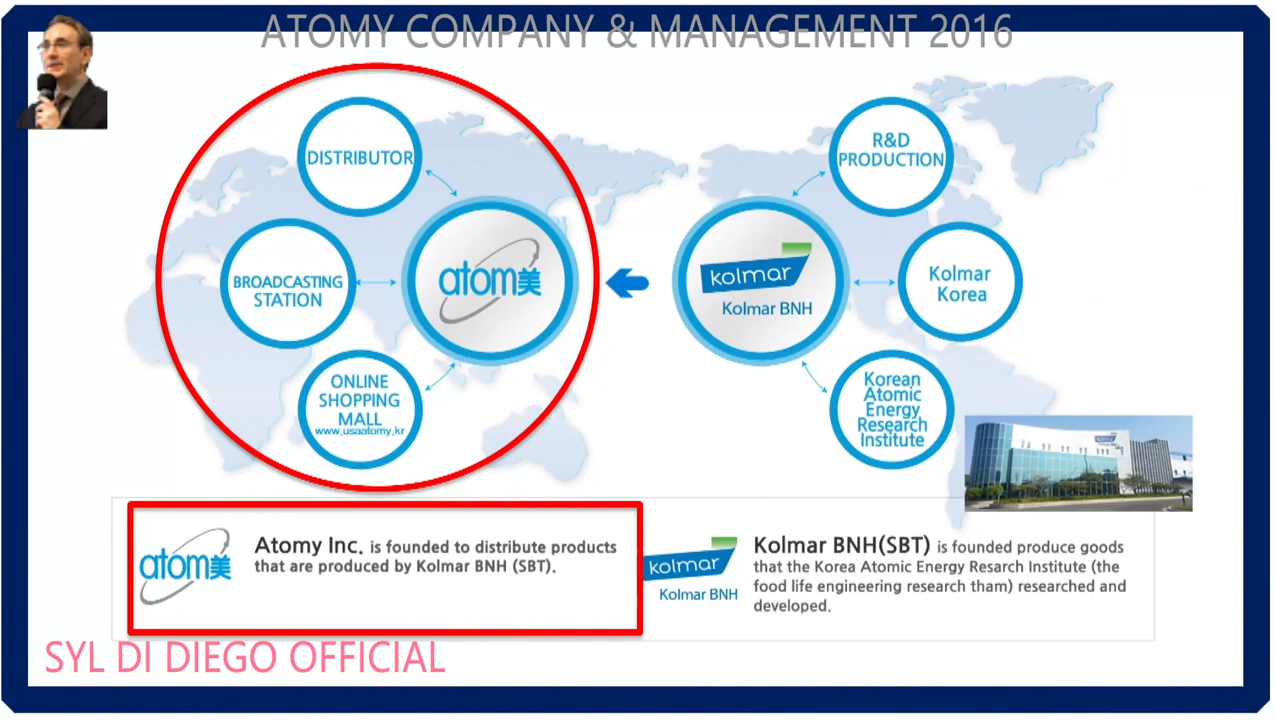 ATOMY COMPANY & MANAGEMENT 2016
DISTRIBUTOR
BROADCASTING
STATION
ONLINE
SHOPPING
MALL
www.usaatomy.kr
atom美
R&D
PRODUCTION
kolmar
Kolmar BNH
Kolmar
Korea
Korean
Atomic
Energy
Research
Institute
kolmar
atom美
Atomy Inc. is founded to distribute products
that are produced by Kolmar BNH (SBT).
kolmar
Kolmar BNH
Kolmar BNH(SBT) is founded produce goods
that the Korea Atomic Energy Resarch Institute (the
food life engineering research tham) researched and
developed.
SYL DI DIEGO OFFICIAL